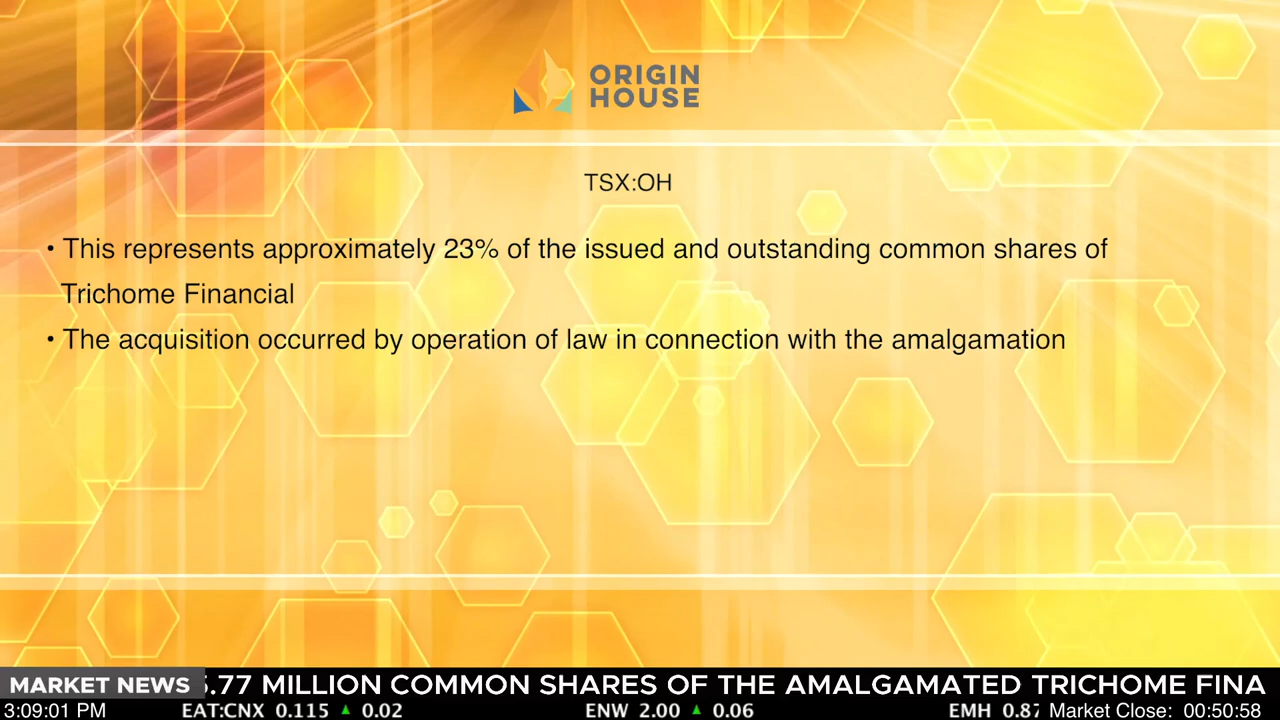 ORIGIN
HOUSE
TSX:OH
• This represents approximately 23% of the issued and outstanding common shares of
Trichome Financial
• The acquisition occurred by operation of law in connection with the amalgamation
MARKET NEWS .77 MILLION COMMON SHARES OF THE AMALGAMATED TRICHOME FINA
3:09:01 PM EAT:CNX 0.115 ▲ 0.02 ENW 2.00 ▲ 0.06 EMH 0.87 Market Close: 00:50:58